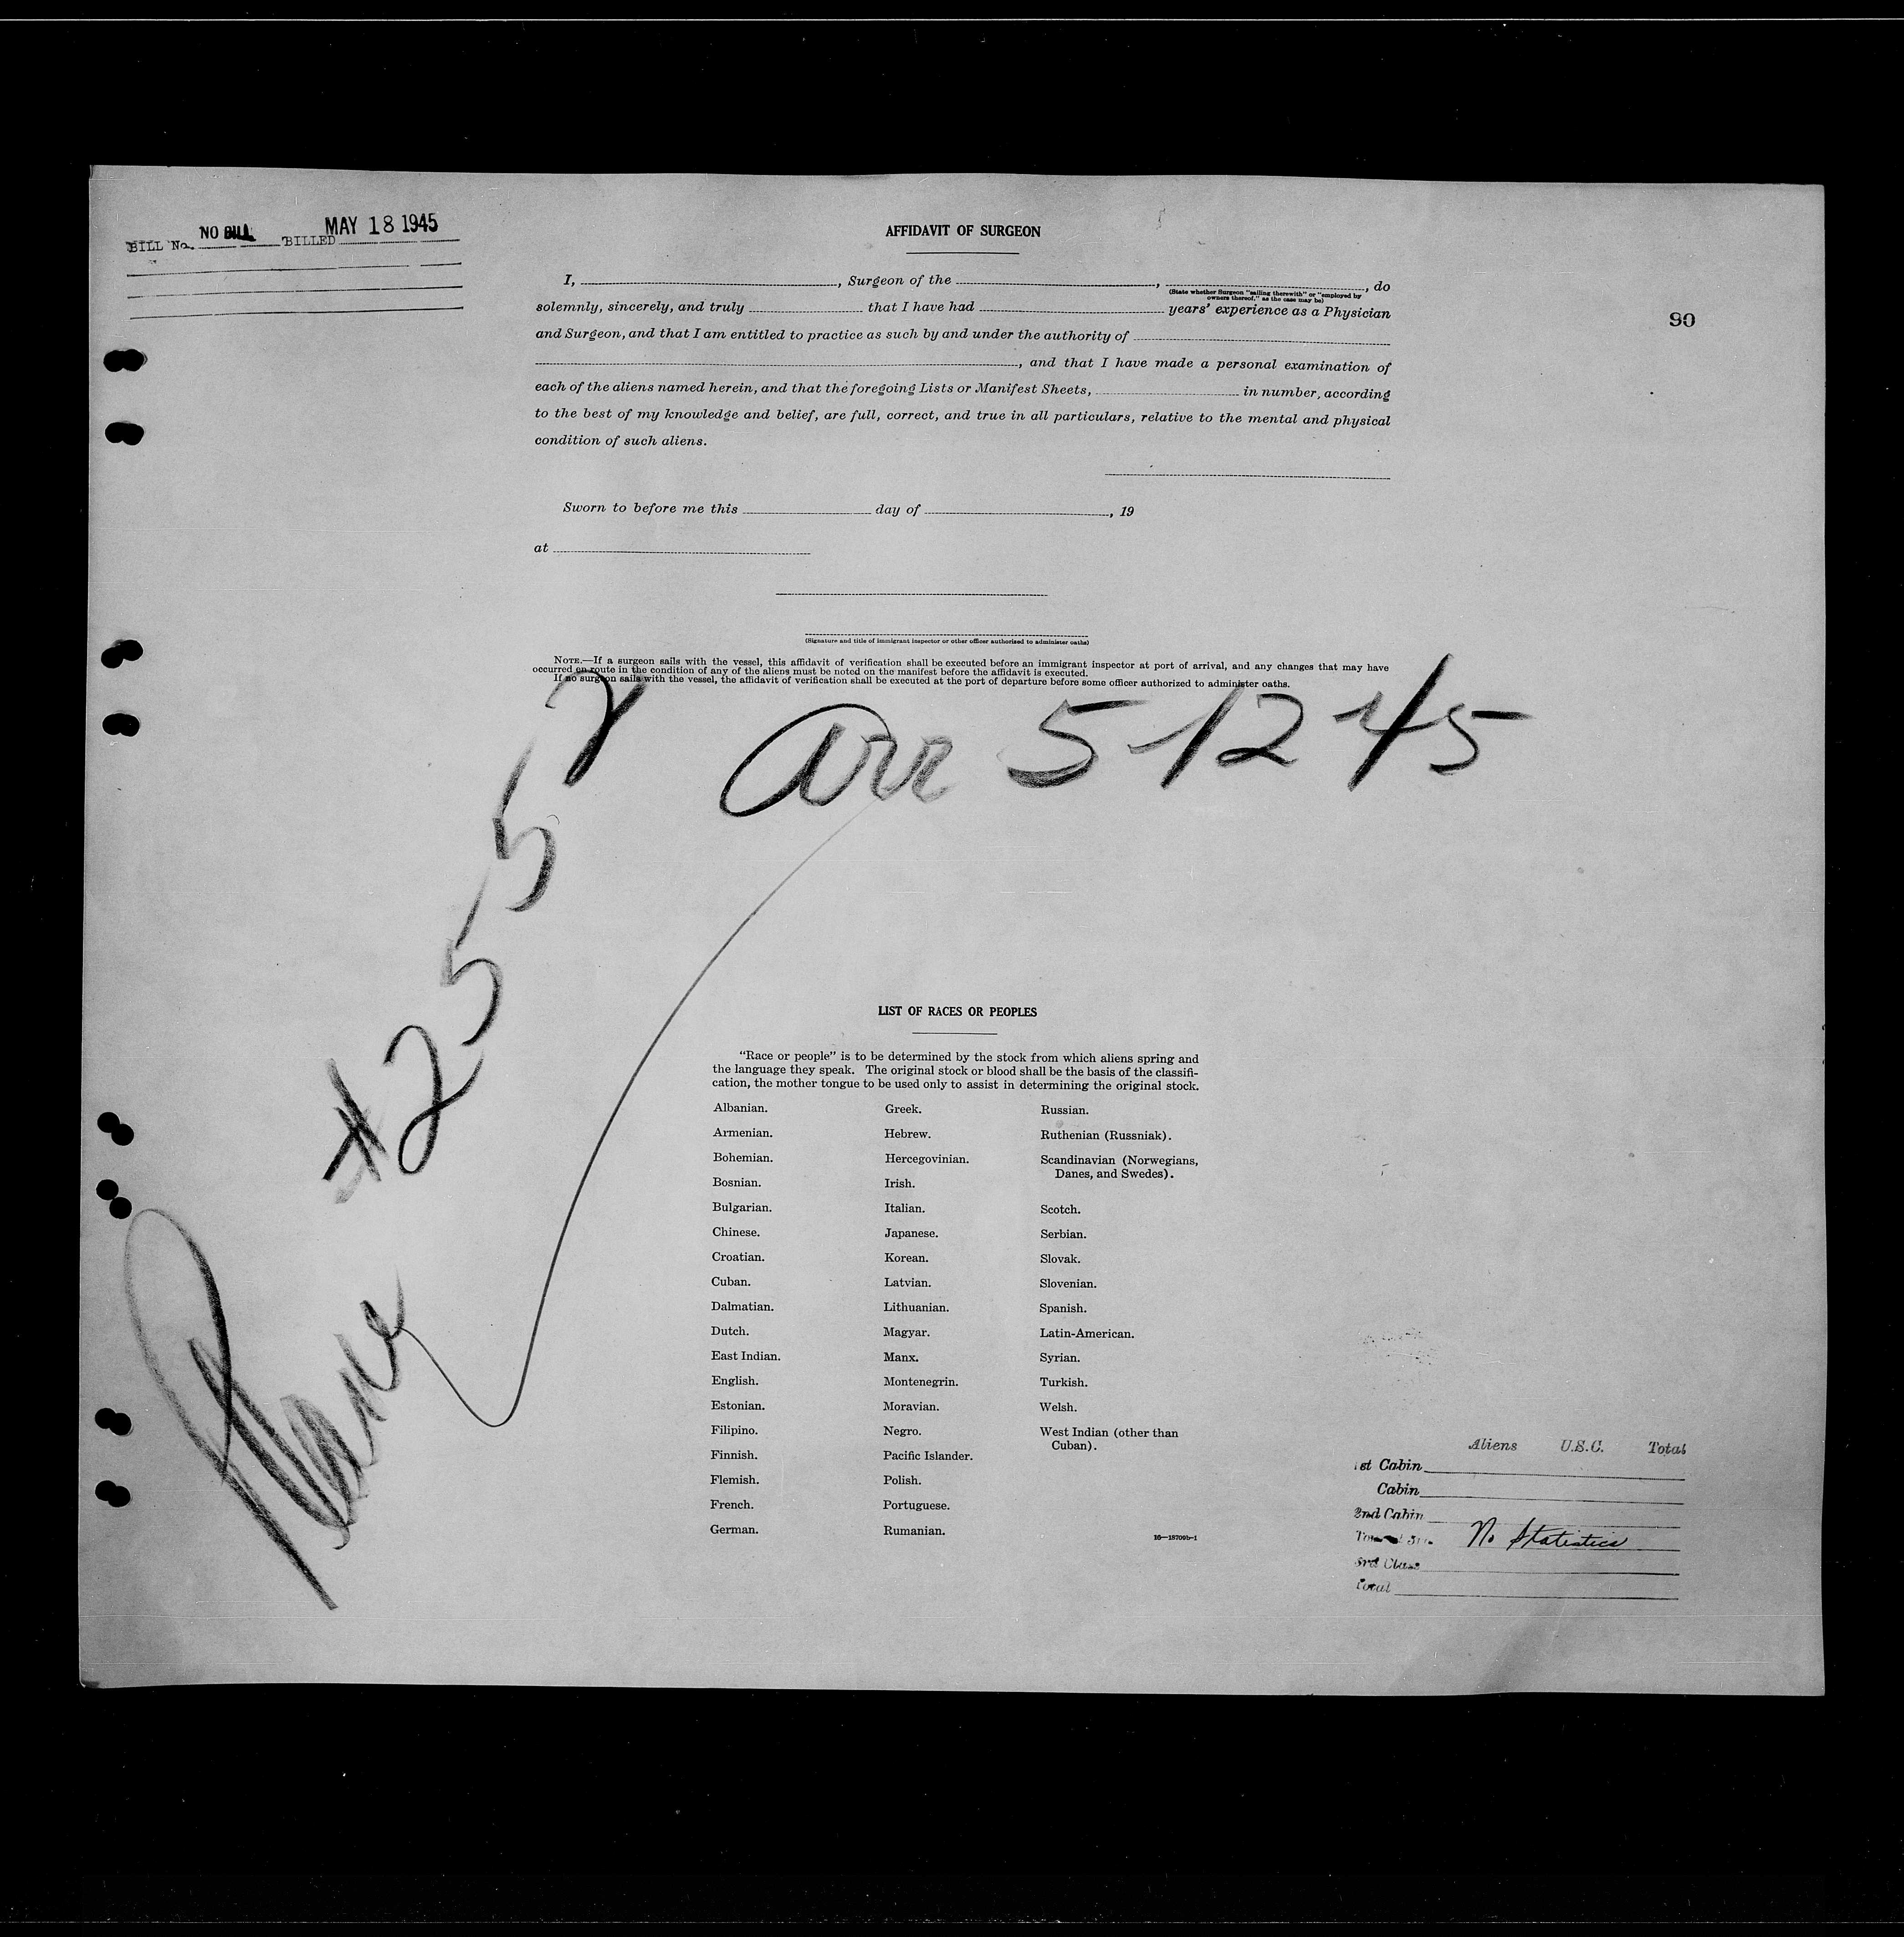 BILL No. NO BILL BILLED MAY 18 1945
AFFIDAVIT OF SURGEON
90
I, , Surgeon of the , , do
(State whether Surgeon "sailing therewith" or "employed by
owners thereof," as the case may be)
solemnly, sincerely, and truly that I have had years' experience as a Physician
and Surgeon, and that I am entitled to practice as such by and under the authority of
, and that I have made a personal examination of
each of the aliens named herein, and that the foregoing Lists or Manifest Sheets, in number, according
to the best of my knowledge and belief, are full, correct, and true in all particulars, relative to the mental and physical
condition of such aliens.
Sworn to before me this day of , 19
at
(Signature and title of immigrant inspector or other officer authorized to administer oaths)
NOTE.—If a surgeon sails with the vessel, this affidavit of verification shall be executed before an immigrant inspector at port of arrival, and any changes that may have
occurred en route in the condition of any of the aliens must be noted on the manifest before the affidavit is executed.
If no surgeon sails with the vessel, the affidavit of verification shall be executed at the port of departure before some officer authorized to administer oaths.
Arr 5-12 45
Plane #2552
LIST OF RACES OR PEOPLES
"Race or people" is to be determined by the stock from which aliens spring and
the language they speak. The original stock or blood shall be the basis of the classifi-
cation, the mother tongue to be used only to assist in determining the original stock.
Albanian.
Armenian.
Bohemian.
Bosnian.
Bulgarian.
Chinese.
Croatian.
Cuban.
Dalmatian.
Dutch.
East Indian.
English.
Estonian.
Filipino.
Finnish.
Flemish.
French.
German.
Greek.
Hebrew.
Hercegovinian.
Irish.
Italian.
Japanese.
Korean.
Latvian.
Lithuanian.
Magyar.
Manx.
Montenegrin.
Moravian.
Negro.
Pacific Islander.
Polish.
Portuguese.
Rumanian.
Russian.
Ruthenian (Russniak).
Scandinavian (Norwegians,
Danes, and Swedes).
Scotch.
Serbian.
Slovak.
Slovenian.
Spanish.
Latin-American.
Syrian.
Turkish.
Welsh.
West Indian (other than
Cuban).
16—18709b-1
Aliens U.S.C. Total
1st Cabin
Cabin
2nd Cabin
No Statistics
3rd Class
Total